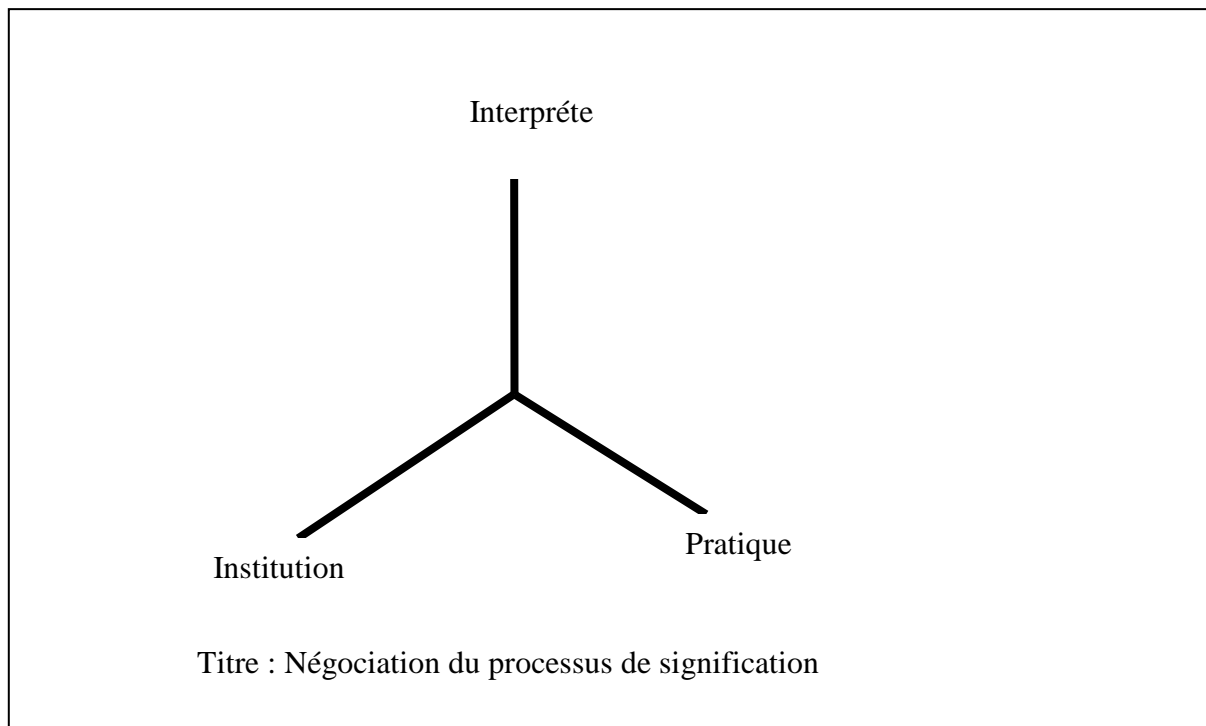 Interpréte
Pratique
Institution
Titre : Négociation du processus de signification